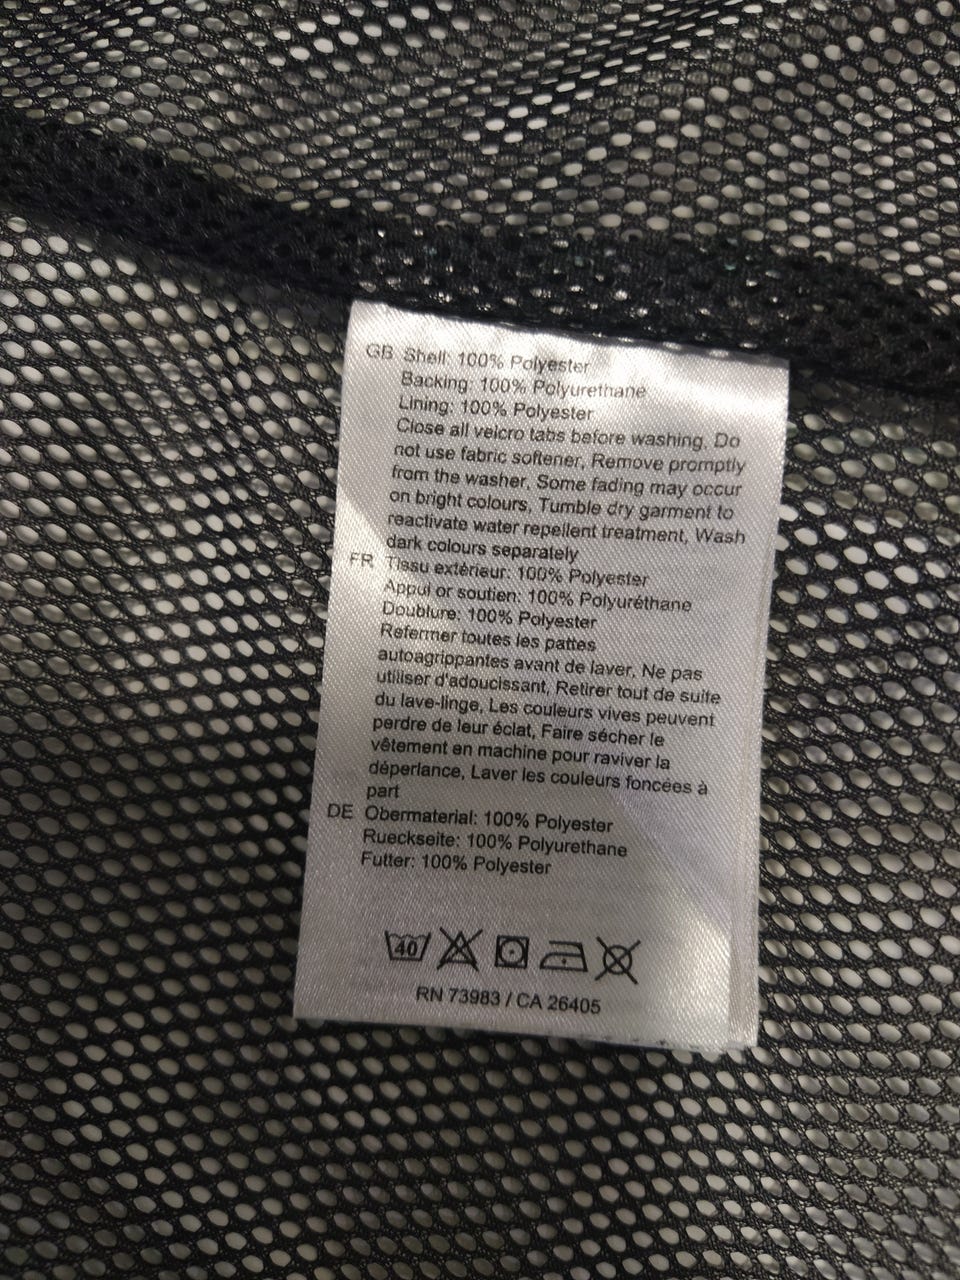 GB Shell: 100% Polyester
Backing: 100% Polyurethane
Lining: 100% Polyester
Close all velcro tabs before washing, Do
not use fabric softener, Remove promptly
from the washer, Some fading may occur
on bright colours, Tumble dry garment to
reactivate water repellent treatment, Wash
dark colours separately
FR Tissu extérieur: 100% Polyester
Appui or soutien: 100% Polyuréthane
Doublure: 100% Polyester
Refermer toutes les pattes
autoagrippantes avant de laver, Ne pas
utiliser d'adoucissant, Retirer tout de suite
du lave-linge, Les couleurs vives peuvent
perdre de leur éclat, Faire sécher le
vêtement en machine pour raviver la
déperlance, Laver les couleurs foncées à
part
DE Obermaterial: 100% Polyester
Rueckseite: 100% Polyurethane
Futter: 100% Polyester
40
RN 73983 / CA 26405